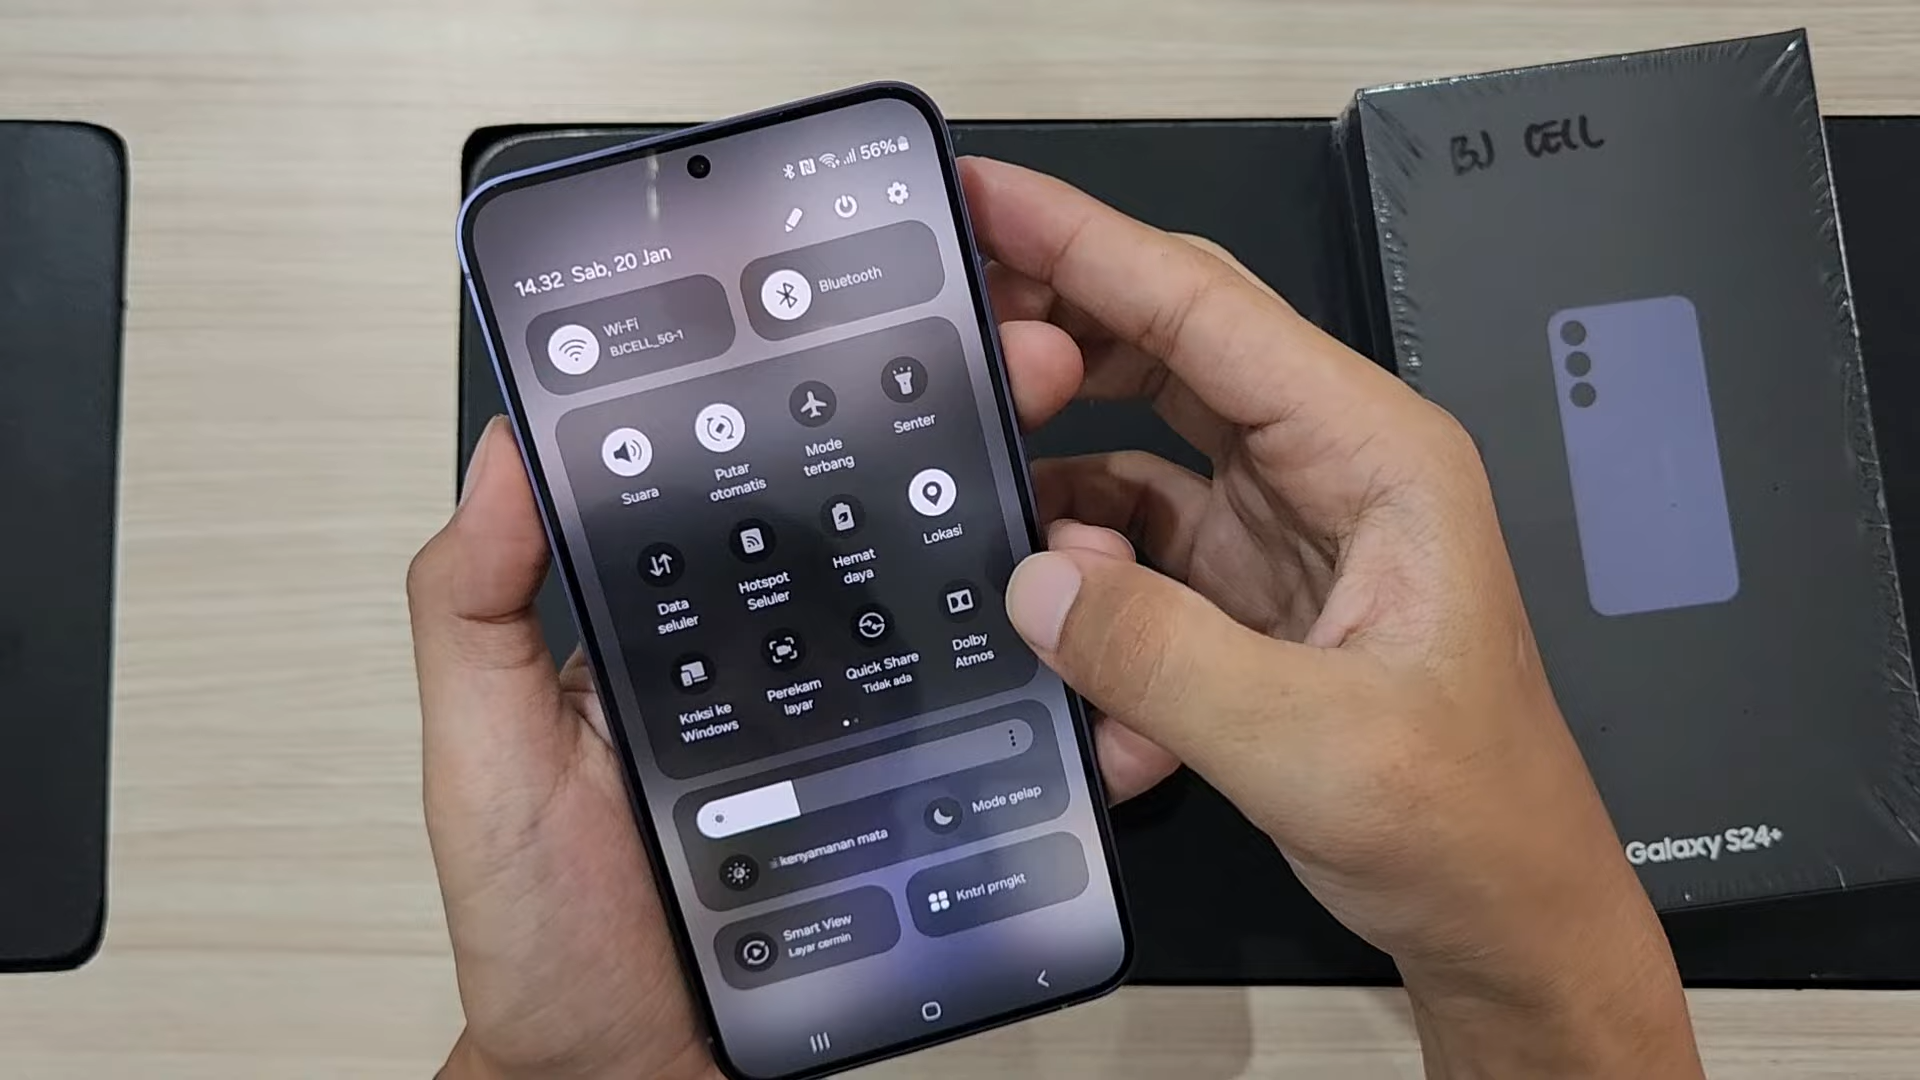 BJ CELL
56%
14.32 Sab, 20 Jan
Wi-Fi
BJCELL_5G-1
Bluetooth
Suara
Putar
otomatis
Mode
terbang
Senter
Data
seluler
Hotspot
Seluler
Hemat
daya
Lokasi
Knksi ke
Windows
Perekam
layar
Quick Share
Tidak ada
Dolby
Atmos
kenyamanan mata
Mode gelap
Smart View
Layar cermin
Kntrl prngkt
Galaxy S24+